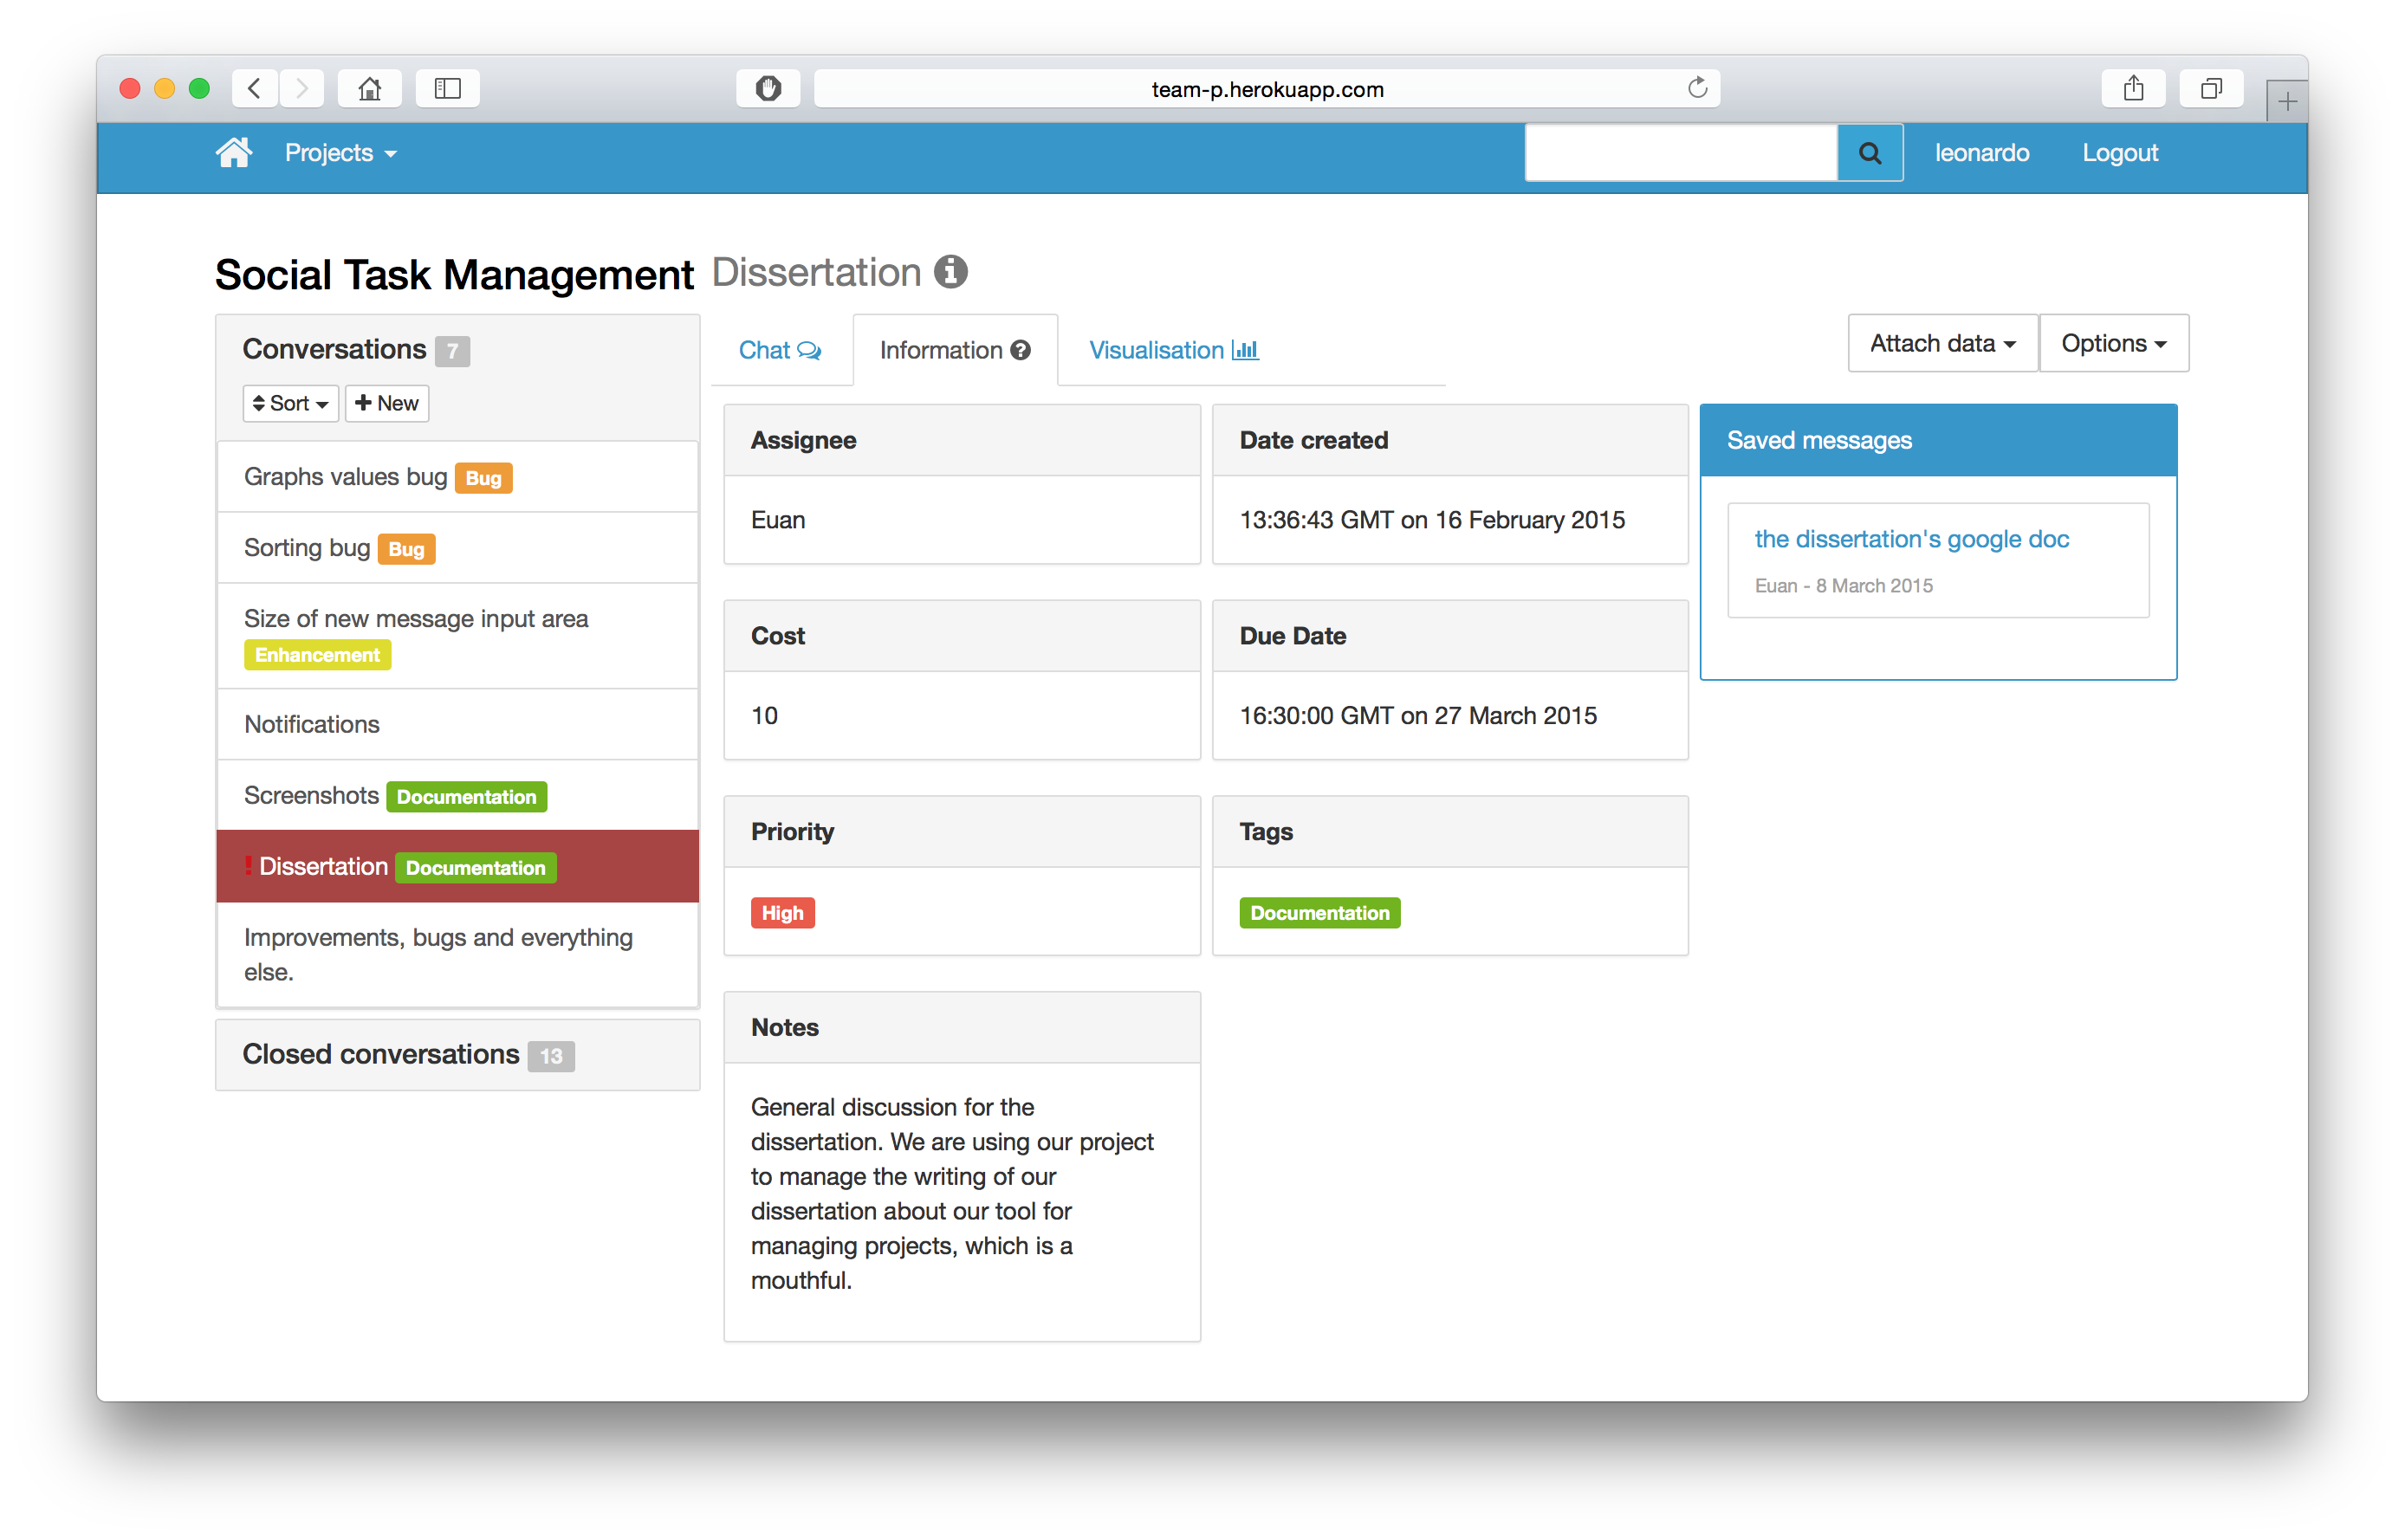 team-p.herokuapp.com
Projects
leonardo
Logout
Social Task Management
Dissertation
Conversations 7
Sort
New
Graphs values bug Bug
Sorting bug Bug
Size of new message input area
Enhancement
Notifications
Screenshots Documentation
! Dissertation Documentation
Improvements, bugs and everything
else.
Closed conversations 13
Chat
Information
Visualisation
Attach data
Options
Assignee
Euan
Date created
13:36:43 GMT on 16 February 2015
Cost
10
Due Date
16:30:00 GMT on 27 March 2015
Priority
High
Tags
Documentation
Notes
General discussion for the
dissertation. We are using our project
to manage the writing of our
dissertation about our tool for
managing projects, which is a
mouthful.
Saved messages
the dissertation's google doc
Euan - 8 March 2015